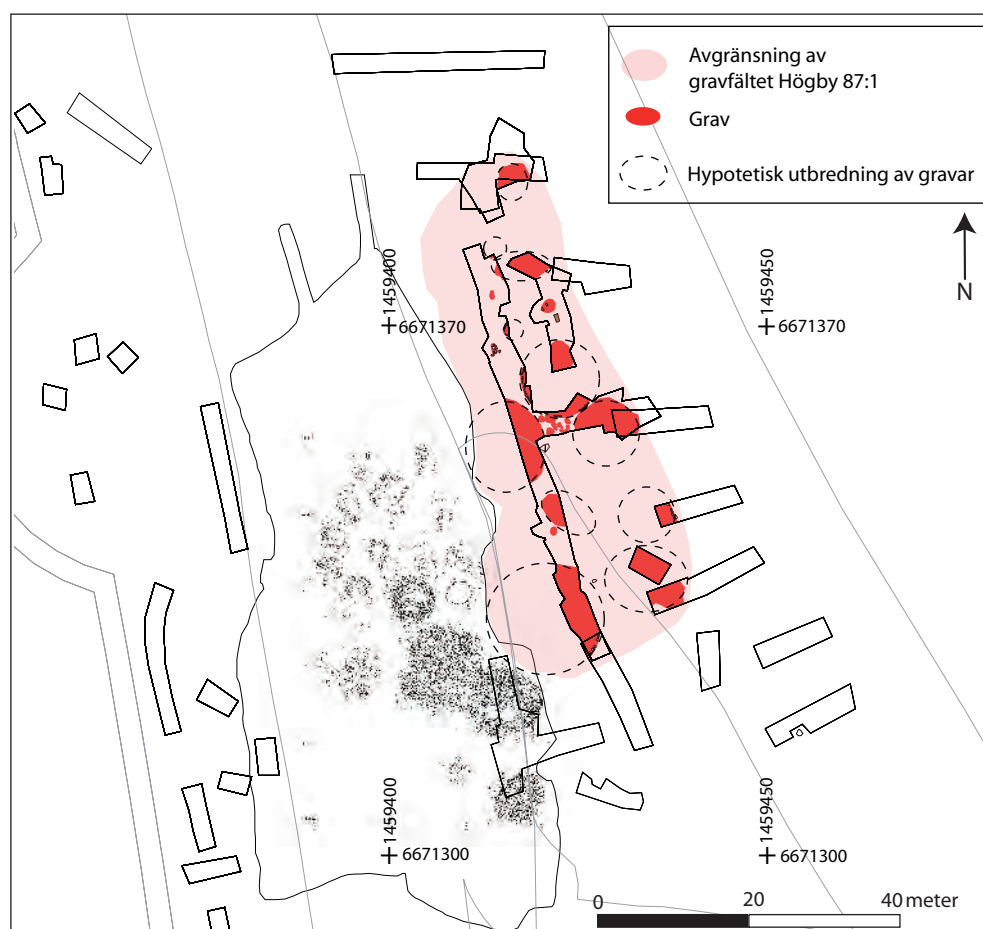 Avgränsning av
gravfältet Högby 87:1
Grav
Hypotetisk utbredning av gravar
N
1459400
6671370
1459450
6671370
1459400
6671300
1459450
6671300
0
20
40 meter